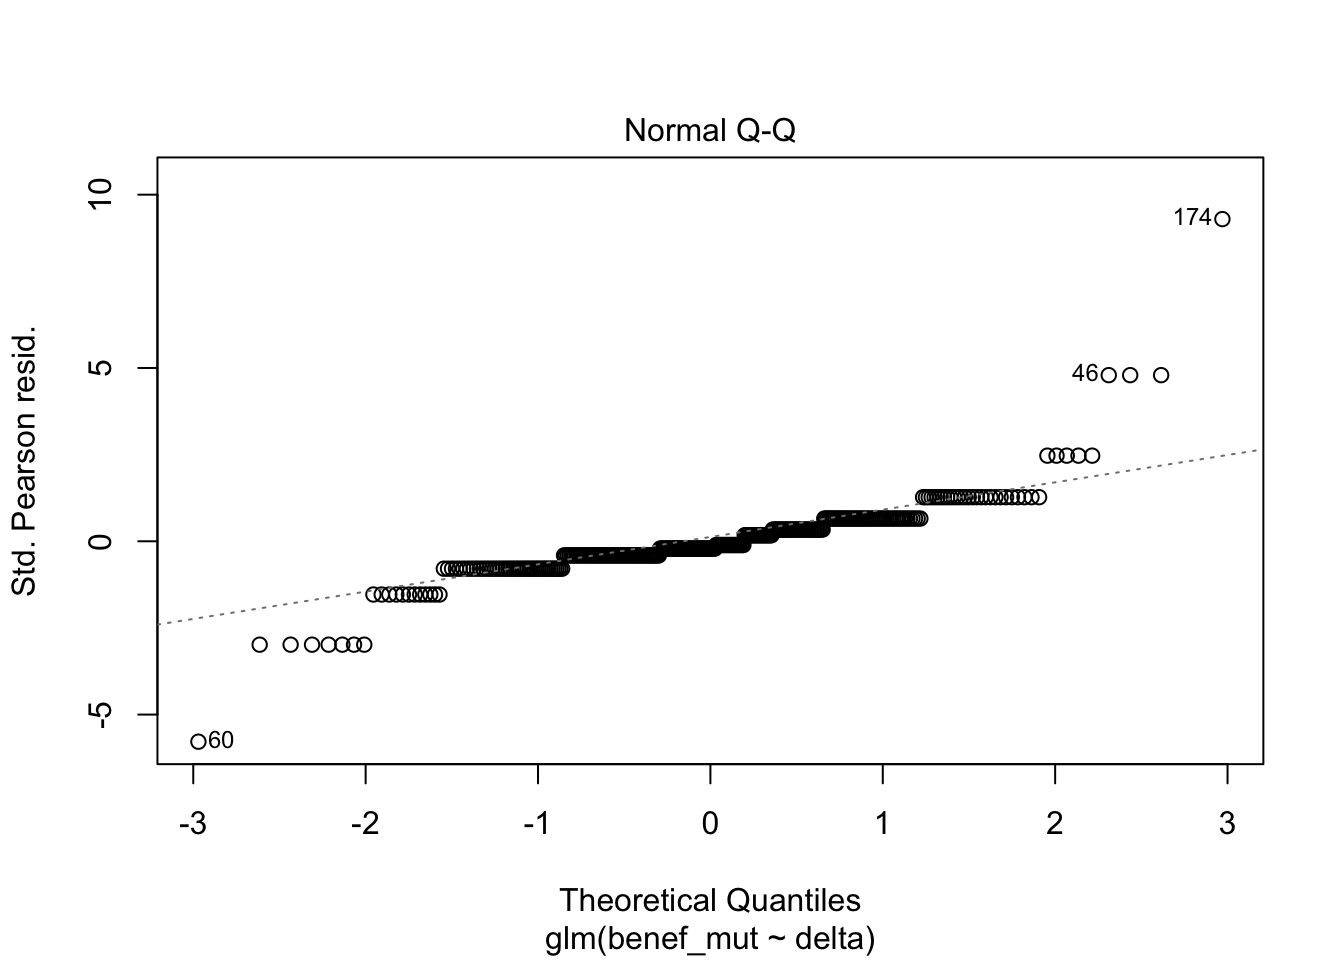 Normal Q-Q
10
174
5
46
0
-5
60
Std. Pearson resid.
-3 -2 -1 0 1 2 3
Theoretical Quantiles
glm(benef_mut ~ delta)